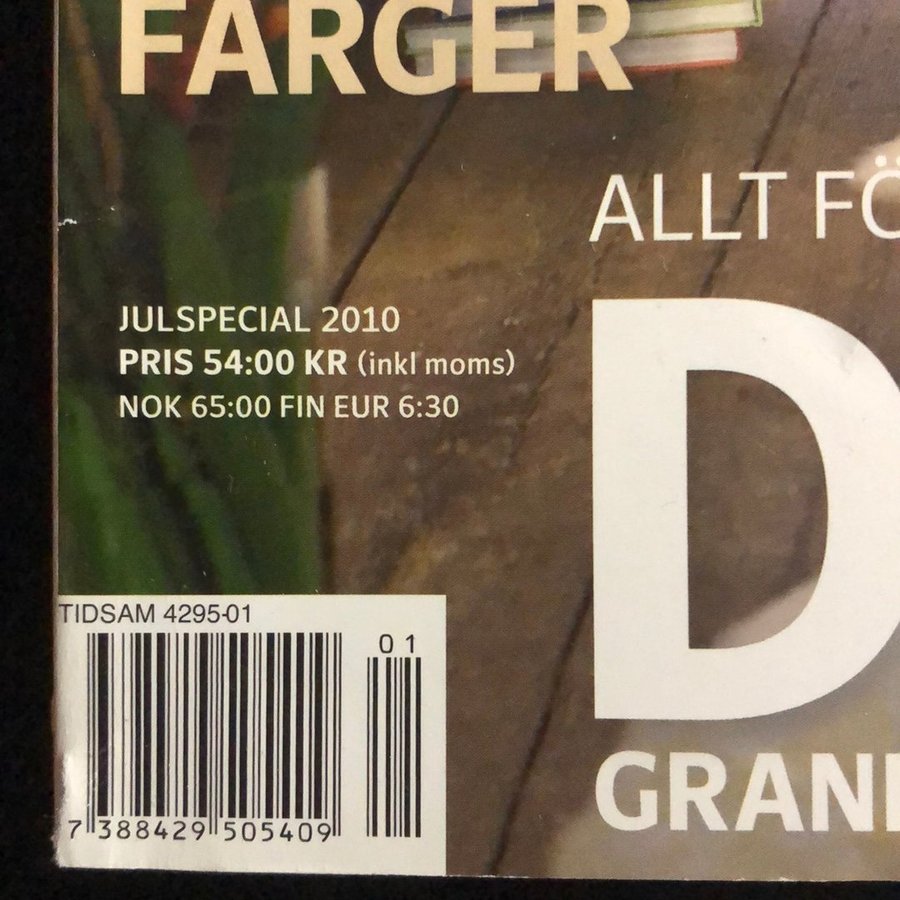 FÄRGER
ALLT FÖ
JULSPECIAL 2010
PRIS 54:00 KR (inkl moms)
NOK 65:00 FIN EUR 6:30
D
GRAN
TIDSAM 4295-01
01
7 388429 505409